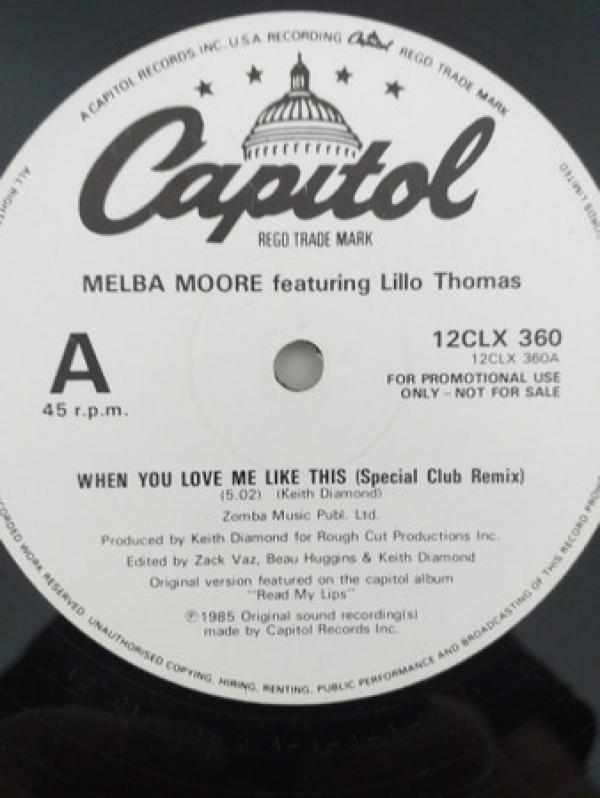 A CAPITOL RECORDS, INC., U.S.A. RECORDING Capitol REGD TRADE MARK
Capitol
REGD TRADE MARK
MELBA MOORE featuring Lillo Thomas
A
45 r.p.m.
12CLX 360
12CLX 360A
FOR PROMOTIONAL USE
ONLY - NOT FOR SALE
WHEN YOU LOVE ME LIKE THIS (Special Club Remix)
(5.02) (Keith Diamond)
Zomba Music Publ. Ltd.
Produced by Keith Diamond for Rough Cut Productions Inc.
Edited by Zack Vaz, Beau Huggins & Keith Diamond
Original version featured on the capitol album
"Read My Lips"
℗ 1985 Original sound recording(s)
made by Capitol Records Inc.
ALL
WORK RESERVED. UNAUTHORISED COPYING, HIRING, RENTING, PUBLIC PERFORMANCE AND BROADCASTING OF THIS RECORD
LIMITED